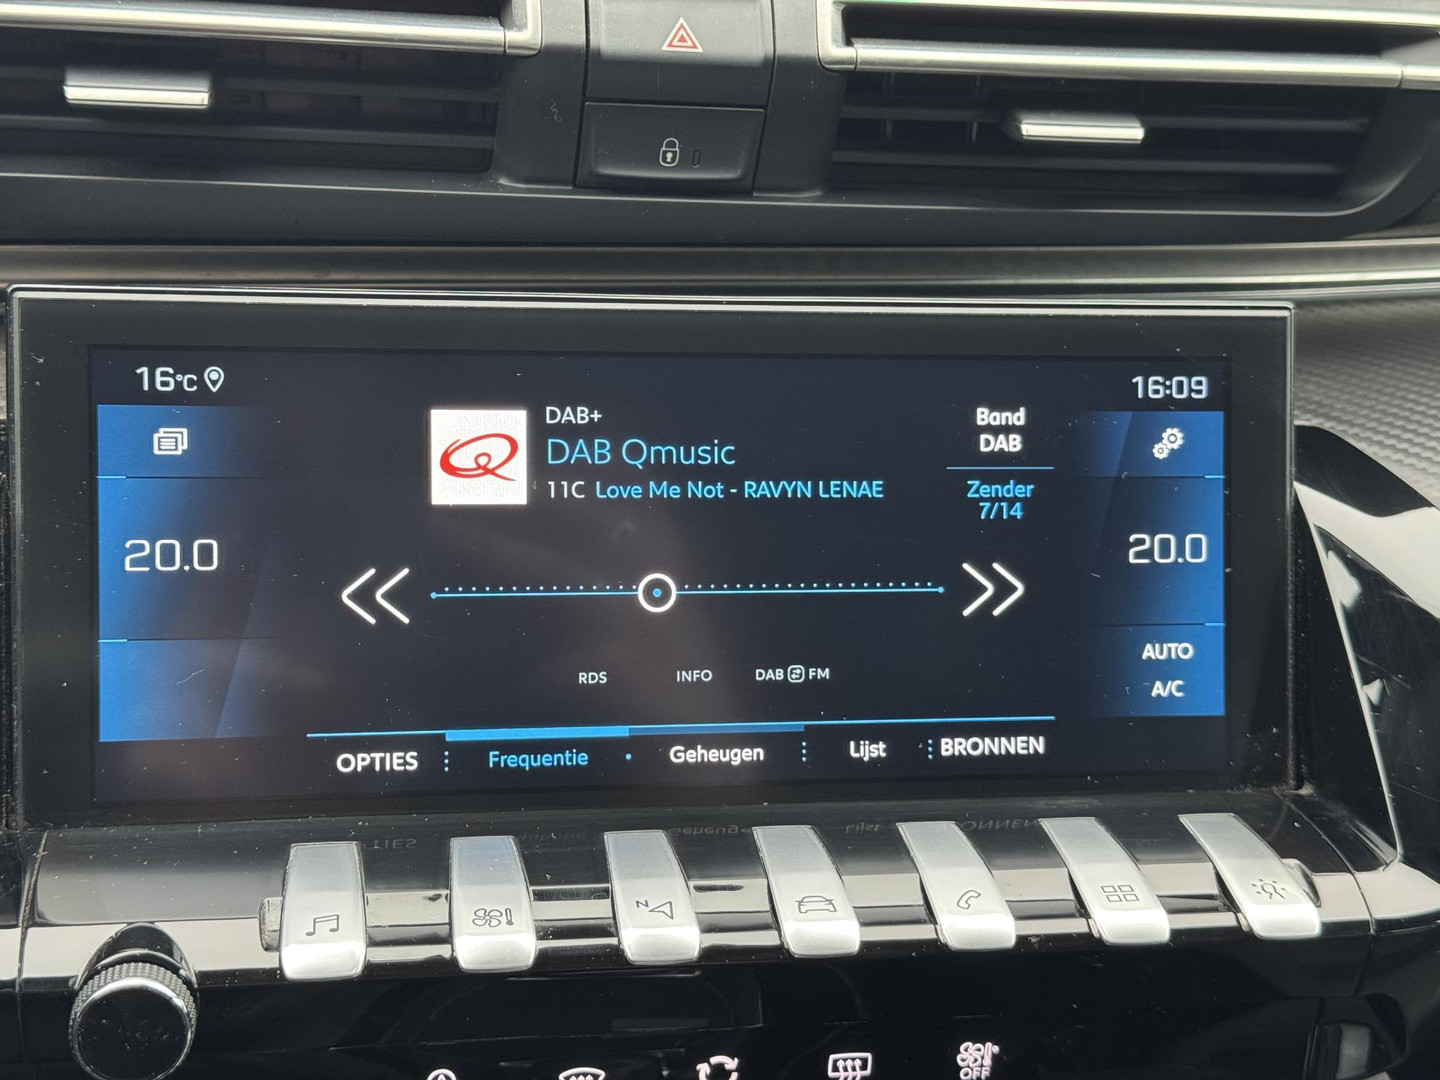 16°C
16:09
DAB+
DAB Qmusic
11C Love Me Not - RAVYN LENAE
Band
DAB
Zender
7/14
20.0
20.0
AUTO
A/C
RDS
INFO
DAB FM
OPTIES
Frequentie
Geheugen
Lijst
BRONNEN
N
OFF